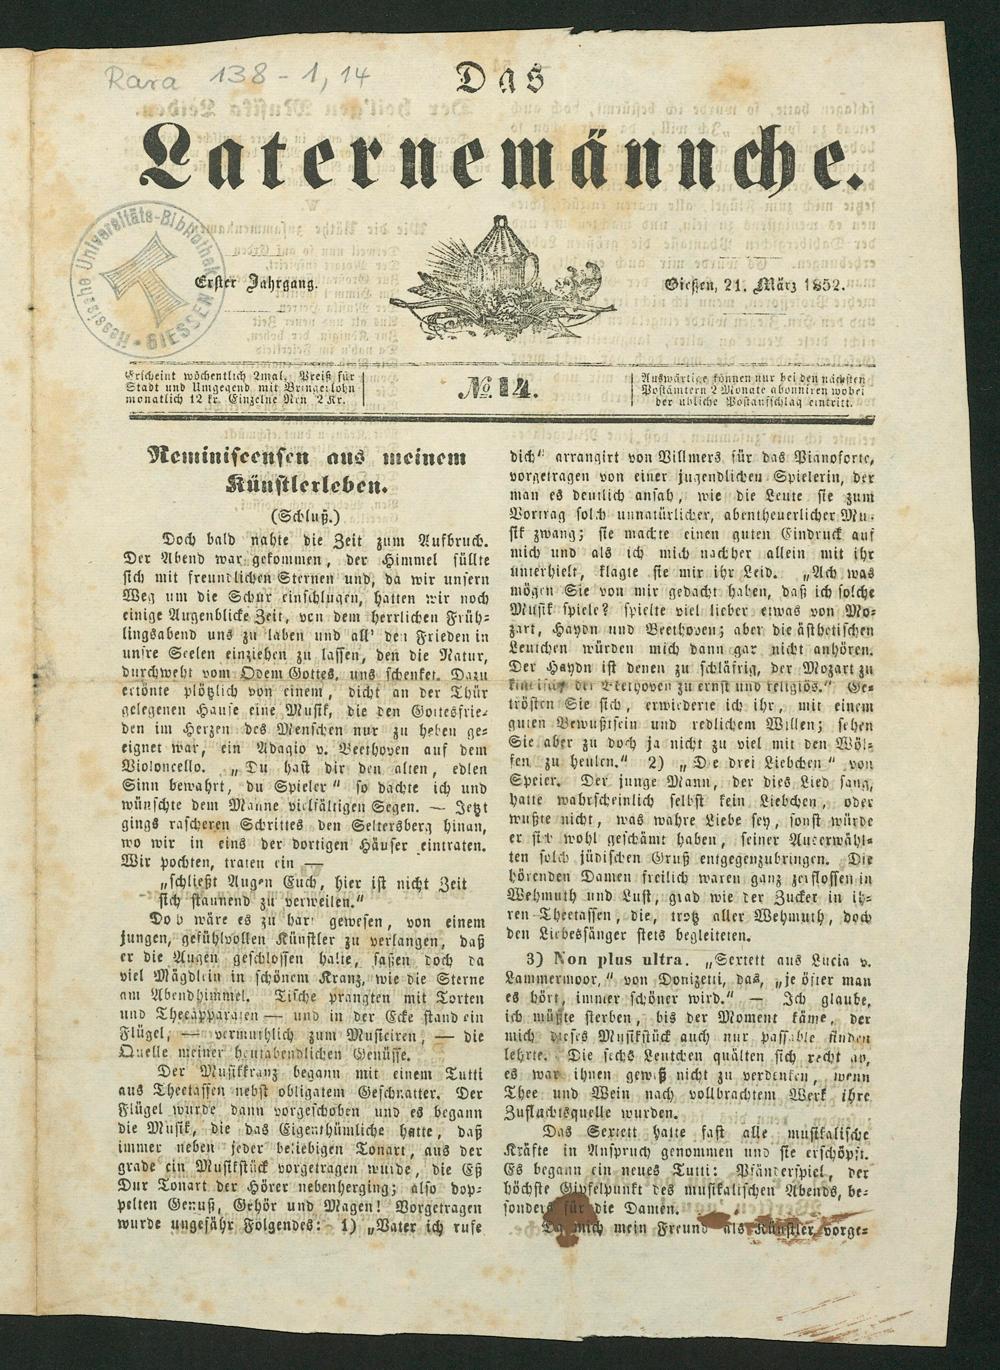 Rara 138 - 1, 14
Das
Laternemännche.
Hessische Universitäts-Bibliothek GIESSEN
Erster Jahrgang.
Gießen, 21. März 1852.
Erscheint wöchentlich 2mal. Preiß für
Stadt und Umgegend mit Bringerlohn
monatlich 12 kr. Einzelne Nrn 2 Kr.
No. 14.
Auswärtige können nur bei den nächsten
Postämtern 2 Monate abonniren wobei
der übliche Postaufschlag eintritt.
Reminiscensen aus meinem
Künstlerleben.
(Schluß.)
Doch bald nahte die Zeit zum Aufbruch.
Der Abend war gekommen, der Himmel füllte
sich mit freundlichen Sternen und, da wir unsern
Weg um die Schur einschlugen, hatten wir noch
einige Augenblicke Zeit, von dem herrlichen Früh-
lingsabend uns zu laben und all' den Frieden in
unsre Seelen einziehen zu lassen, den die Natur,
durchweht vom Odem Gottes, uns schenket. Dazu
ertönte plötzlich von einem, dicht an der Thür
gelegenen Hause eine Musik, die den Gottesfrie-
den im Herzen des Menschen nur zu heben ge-
eignet war, ein Adagio v. Beethoven auf dem
Violoncello. „Du hast dir den alten, edlen
Sinn bewahrt, du Spieler" so dachte ich und
wünschte dem Manne vielfältigen Segen. — Jetzt
gings rascheren Schrittes den Seltersberg hinan,
wo wir in eins der dortigen Häuser eintraten.
Wir pochten, traten ein —
„schließt Augen Euch, hier ist nicht Zeit
sich staunend zu verweilen."
Doch wäre es zu hart gewesen, von einem
jungen, gefühlvollen Künstler zu verlangen, daß
er die Augen geschlossen halte, saßen doch da
viel Mägdlein in schönem Kranz, wie die Sterne
am Abendhimmel. Tische prangten mit Torten
und Theeapparaten — und in der Ecke stand ein
Flügel, — vermuthlich zum Musiciren, — die
Quelle meiner heutabendlichen Genüsse.
Der Musikkranz begann mit einem Tutti
aus Theetassen nebst obligatem Geschnatter. Der
Flügel wurde dann vorgeschoben und es begann
die Musik, die das Eigenthümliche hatte, daß
immer neben jeder beliebigen Tonart, aus der
grade ein Musikstück vorgetragen wurde, die Eß
Dur Tonart der Hörer nebenherging; also dop-
pelten Genuß, Gehör und Magen! Vorgetragen
wurde ungefähr Folgendes: 1) „Vater ich rufe
dich" arrangirt von Villmers für das Pianoforte,
vorgetragen von einer jugendlichen Spielerin, der
man es deutlich ansah, wie die Leute sie zum
Vortrag solch unnatürlicher, abentheuerlicher Mu-
sik zwang; sie machte einen guten Eindruck auf
mich und als ich mich nachher allein mit ihr
unterhielt, klagte sie mir ihr Leid. „Ach was
mögen Sie von mir gedacht haben, daß ich solche
Musik spiele? spielte viel lieber etwas von Mo-
zart, Haydn und Beethoven; aber die ästhetischen
Leutchen würden mich dann gar nicht anhören.
Der Haydn ist denen zu schläfrig, der Mozart zu
kindisch, der Beethoven zu ernst und religiös." Ge-
trösten Sie sich, erwiederte ich ihr, mit einem
guten Bewußtsein und redlichem Willen; sehen
Sie aber zu doch ja nicht zu viel mit den Wöl-
fen zu heulen." 2) „De drei Liebchen" von
Speier. Der junge Mann, der dies Lied sang,
hatte wahrscheinlich selbst kein Liebchen, oder
wußte nicht, was wahre Liebe sey, sonst würde
er sich wohl geschämt haben, seiner Auserwähl-
ten solch jüdischen Gruß entgegenzubringen. Die
hörenden Damen freilich waren ganz zerflossen in
Wehmuth und Lust, grad wie der Zucker in ih-
ren Theetassen, die, trotz aller Wehmuth, doch
den Liebessänger stets begleiteten.
3) Non plus ultra. „Sextett aus Lucia v.
Lammermoor," von Donizetti, das, „je öfter man
es hört, immer schöner wird." — Ich glaube,
ich müßte sterben, bis der Moment käme, der
mich dieses Musikstück auch nur passable finden
lehrte. Die sechs Leutchen quälten sich recht ab,
es war ihnen gewiß nicht zu verdenken, wenn
Thee und Wein nach vollbrachtem Werk ihre
Zufluchtsquelle wurden.
Das Sextett hatte fast alle musikalische
Kräfte in Anspruch genommen und sie erschöpft.
Es begann ein neues Tutti: Pfänderspiel, der
höchste Gipfelpunkt des musikalischen Abends, be-
sonders für die Damen.
Da mich mein Freund als Künstler vorge-